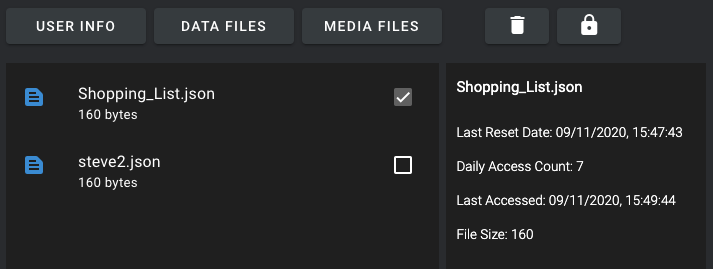 USER INFO
DATA FILES
MEDIA FILES
Shopping_List.json
160 bytes
steve2.json
160 bytes
Shopping_List.json
Last Reset Date: 09/11/2020, 15:47:43
Daily Access Count: 7
Last Accessed: 09/11/2020, 15:49:44
File Size: 160